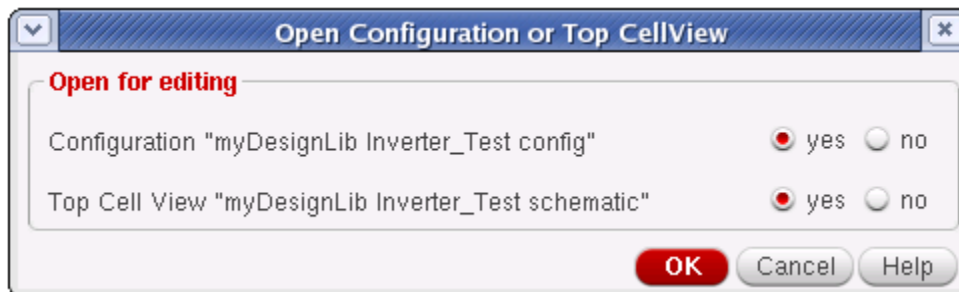 Open Configuration or Top CellView
Open for editing
Configuration "myDesignLib Inverter_Test config" yes no
Top Cell View "myDesignLib Inverter_Test schematic" yes no
OK Cancel Help